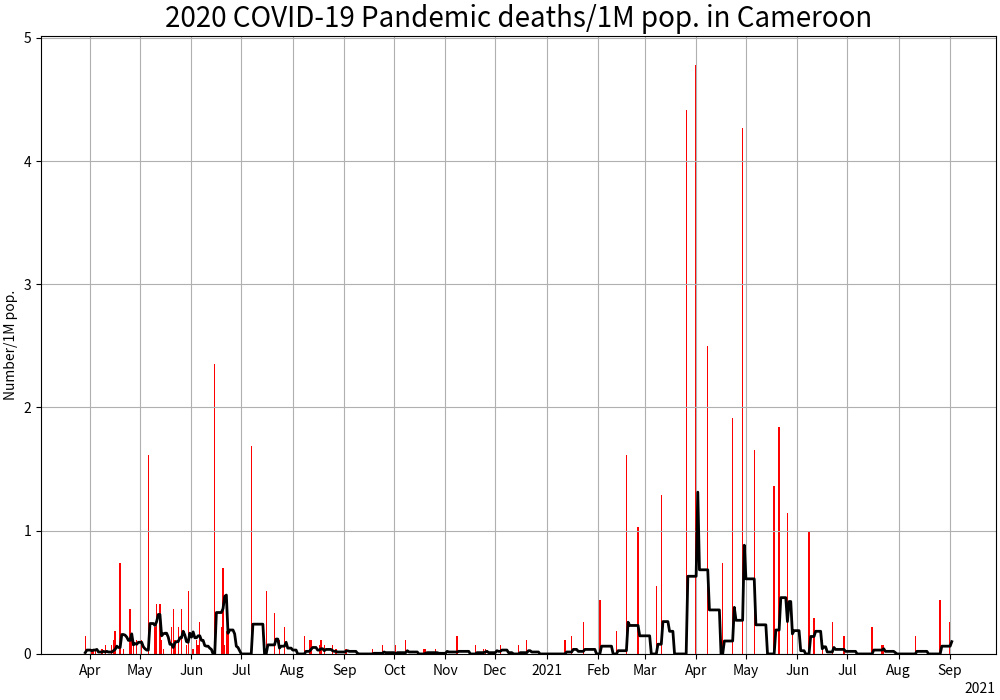 2020 COVID-19 Pandemic deaths/1M pop. in Cameroon
Number/1M pop.
5
4
3
2
1
0
Apr May Jun Jul Aug Sep Oct Nov Dec 2021 Feb Mar Apr May Jun Jul Aug Sep
2021